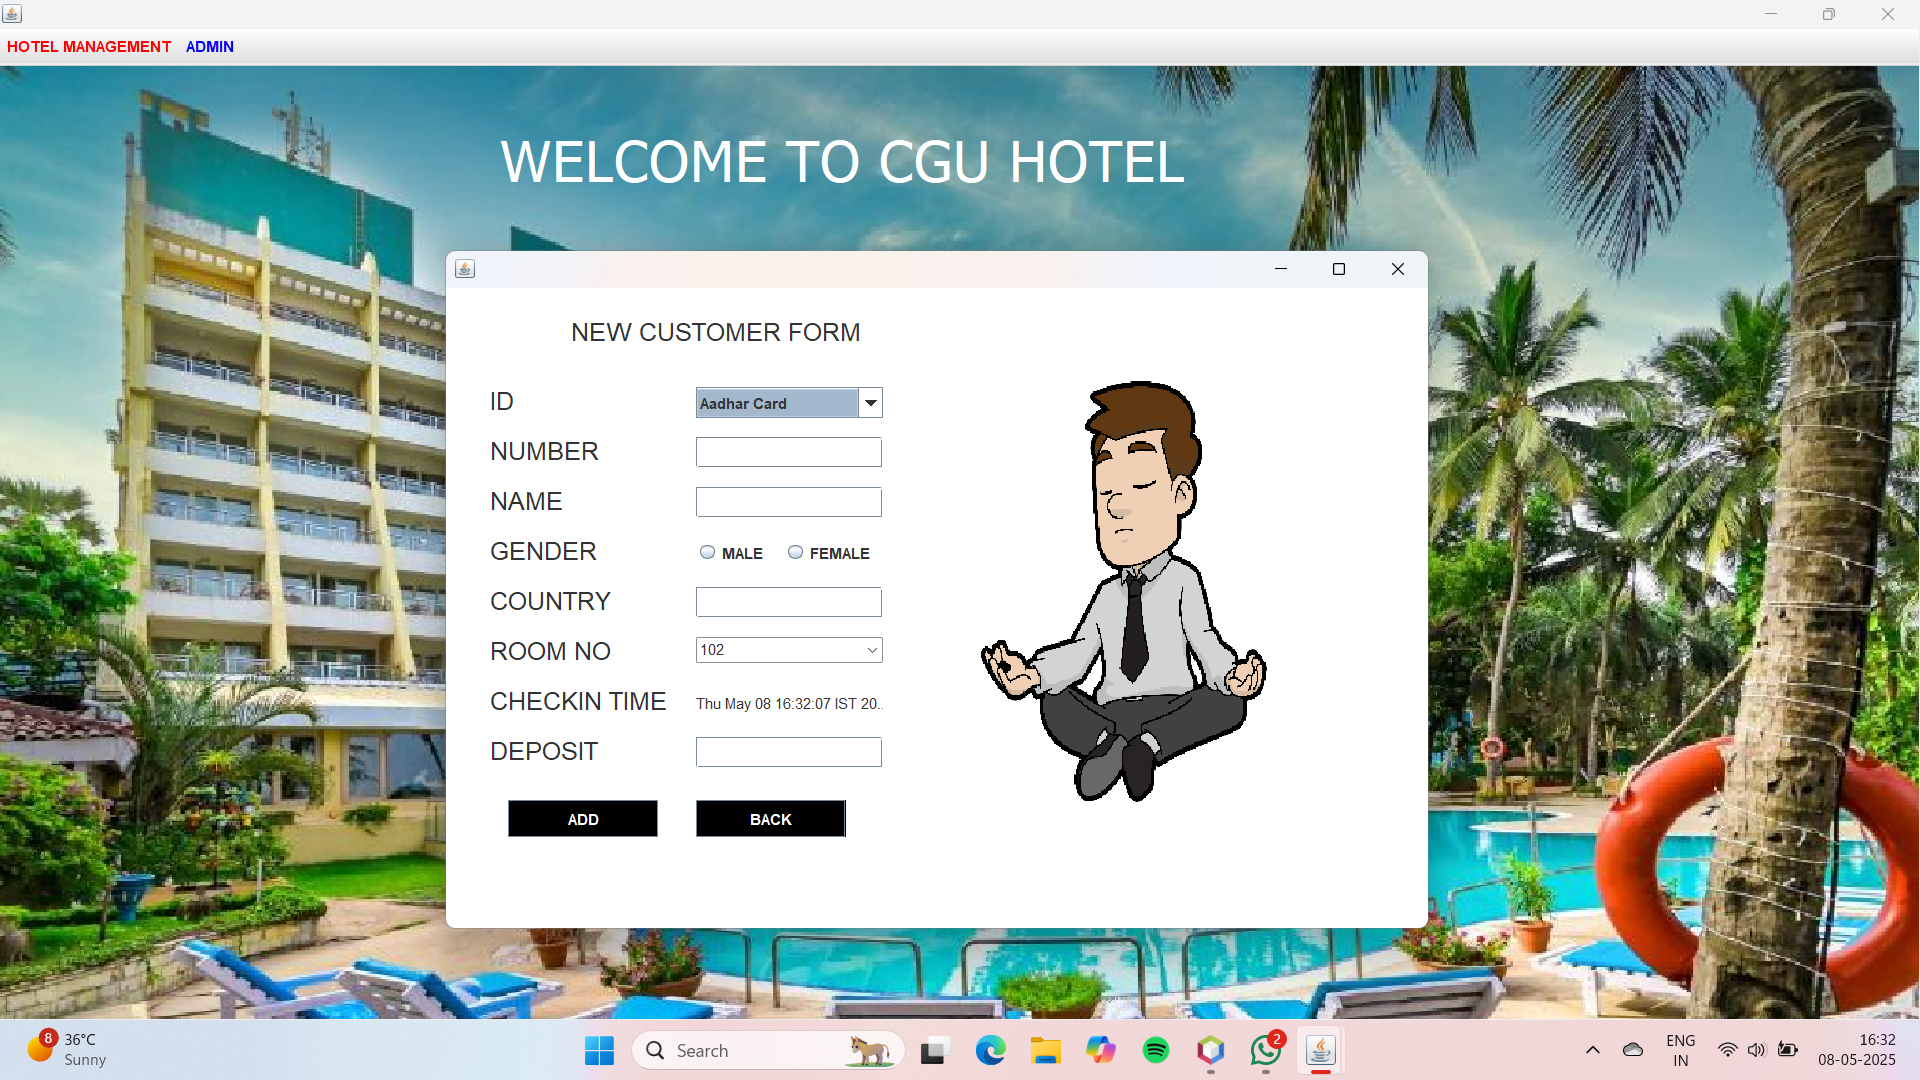 HOTEL MANAGEMENT ADMIN
WELCOME TO CGU HOTEL
NEW CUSTOMER FORM
ID Aadhar Card
NUMBER
NAME
GENDER MALE FEMALE
COUNTRY
ROOM NO 102
CHECKIN TIME Thu May 08 16:32:07 IST 20..
DEPOSIT
ADD BACK
8 36°C
Sunny
Search
2
ENG
IN
16:32
08-05-2025